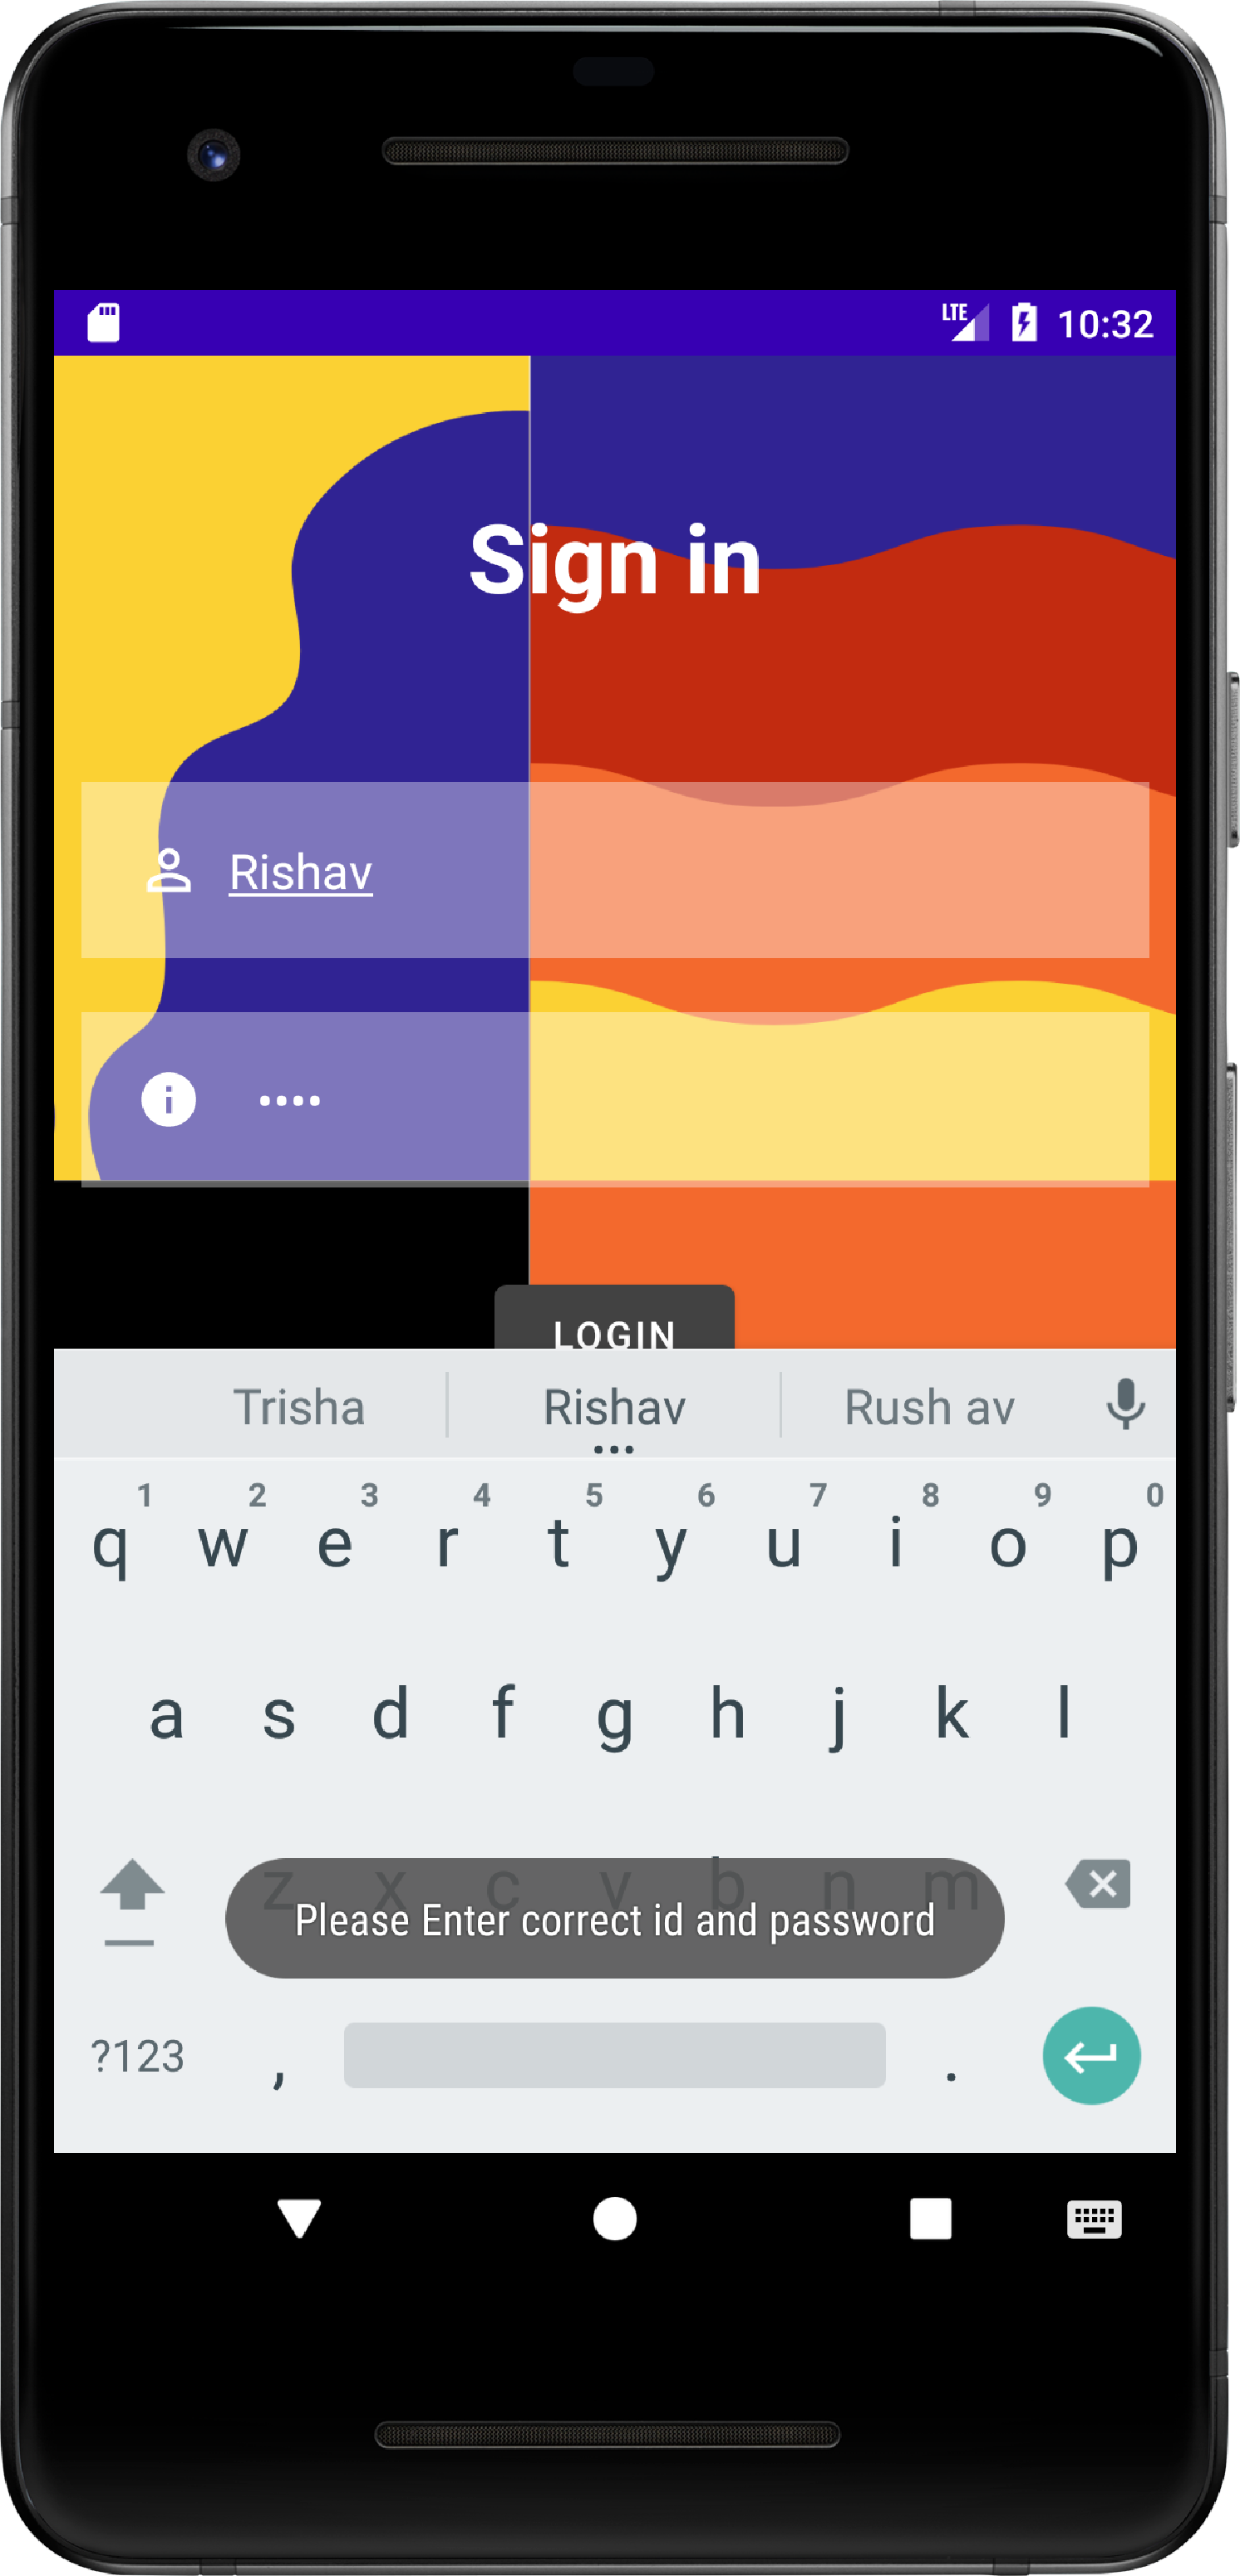 LTE 10:32
Sign in
Rishav
••••
LOGIN
Trisha Rishav Rush av
1 2 3 4 5 6 7 8 9 0
q w e r t y u i o p
a s d f g h j k l
z x c v b n m
Please Enter correct id and password
?123 , .